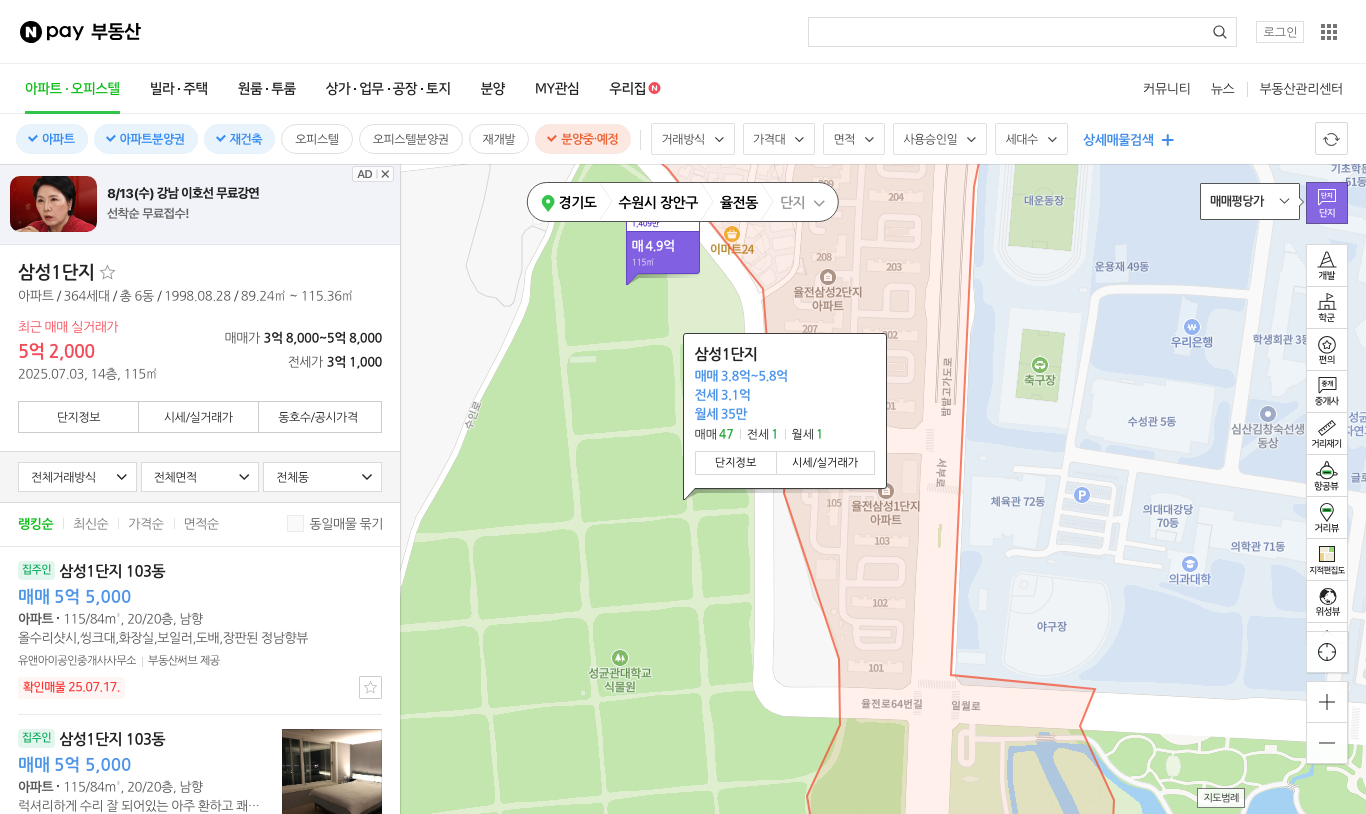 N pay 부동산
로그인
아파트 · 오피스텔 빌라 · 주택 원룸 · 투룸 상가 · 업무 · 공장 · 토지 분양 MY관심 우리집 N 커뮤니티 뉴스 부동산관리센터
아파트 아파트분양권 재건축 오피스텔 오피스텔분양권 재개발 분양중·예정 거래방식 가격대 면적 사용승인일 세대수 상세매물검색
AD
8/13(수) 강남 이호선 무료강연
선착순 무료접수!
삼성1단지
아파트 / 364세대 / 총 6동 / 1998.08.28 / 89.24㎡ ~ 115.36㎡
최근 매매 실거래가
5억 2,000
2025.07.03, 14층, 115㎡
매매가 3억 8,000~5억 8,000
전세가 3억 1,000
단지정보 시세/실거래가 동호수/공시가격
전체거래방식 전체면적 전체동
랭킹순 최신순 가격순 면적순 동일매물 묶기
집주인 삼성1단지 103동
매매 5억 5,000
아파트 · 115/84㎡, 20/20층, 남향
올수리샷시,씽크대,화장실,보일러,도배,장판된 정남향뷰
유앤아이공인중개사사무소 부동산써브 제공
확인매물 25.07.17.
집주인 삼성1단지 103동
매매 5억 5,000
아파트 · 115/84㎡, 20/20층, 남향
럭셔리하게 수리 잘 되어있는 아주 환하고 쾌…
경기도 수원시 장안구 율전동 단지
1,409만
매 4.9억
115㎡
이마트24
209
204
208
203
율전삼성2단지
아파트
207
202
수인로
삼성1단지
매매 3.8억~5.8억
전세 3.1억
월세 35만
매매 47 전세 1 월세 1
단지정보 시세/실거래가
밤밭고가도로
서부로
율전삼성1단지
아파트
105
103
102
101
성균관대학교
식물원
율전로64번길
일월로
대운동장
운용재 49동
우리은행
학생회관 3동
축구장
수성관 5동
심산김창숙선생
동상
체육관 72동
P
의대대강당
70동
의학관 71동
의과대학
야구장
기초학문
51동
매매평당가
단지
단지
개발
학군
편의
중개
중개사
거리재기
항공뷰
거리뷰
지적편집도
위성뷰
지도범례